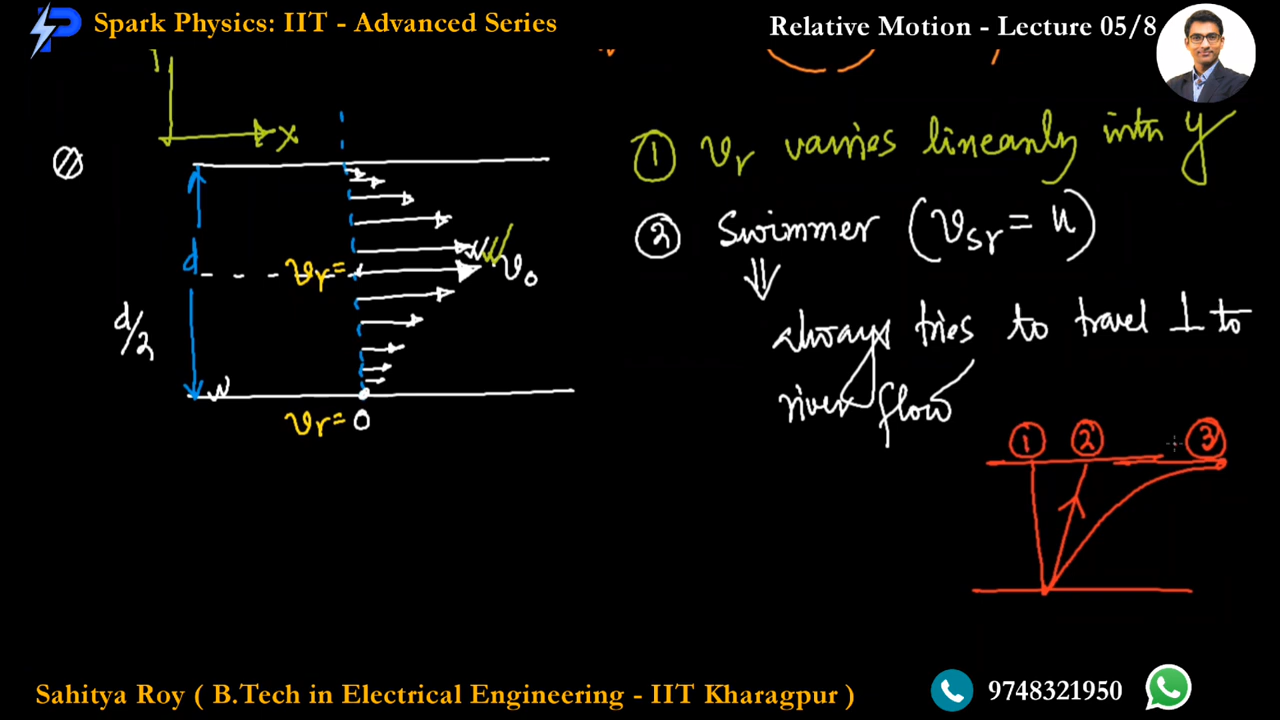 Spark Physics: IIT - Advanced Series
Relative Motion - Lecture 05/8
x
d
d/2
vr=
v₀
vr= 0
① vr varies linearly with y
② Swimmer (vsr = u)
⇓
always tries to travel ⊥ to
river flow
① ② ③
Sahitya Roy ( B.Tech in Electrical Engineering - IIT Kharagpur )
9748321950